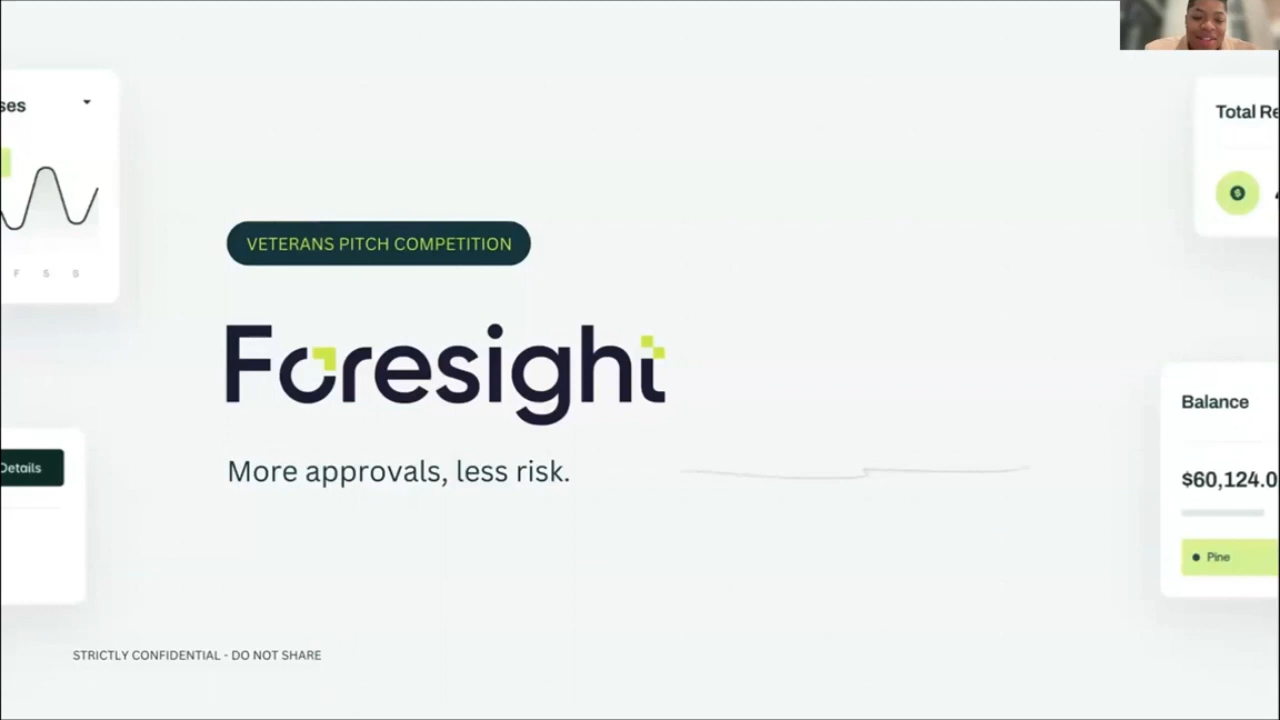 ses
F S S
Details
VETERANS PITCH COMPETITION
Foresight
More approvals, less risk.
STRICTLY CONFIDENTIAL - DO NOT SHARE
Total Re
Balance
$60,124.0
Pine